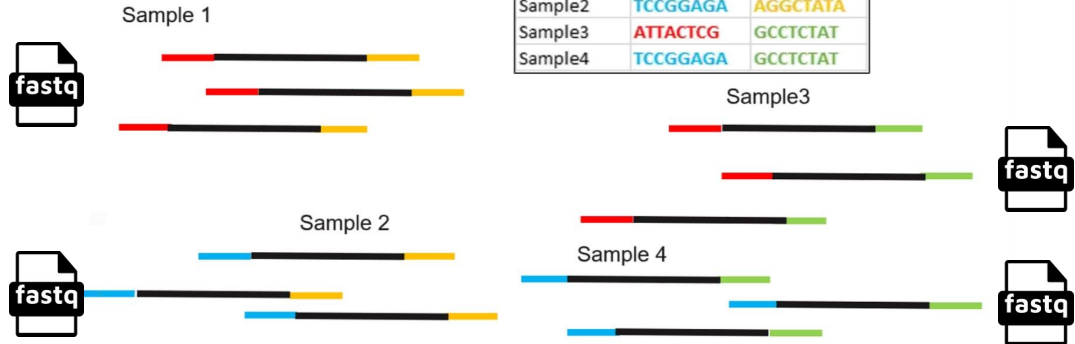 Sample 1
fastq
Sample2 TCCGGAGA AGGCTATA
Sample3 ATTACTCG GCCTCTAT
Sample4 TCCGGAGA GCCTCTAT
Sample3
fastq
Sample 2
fastq
Sample 4
fastq